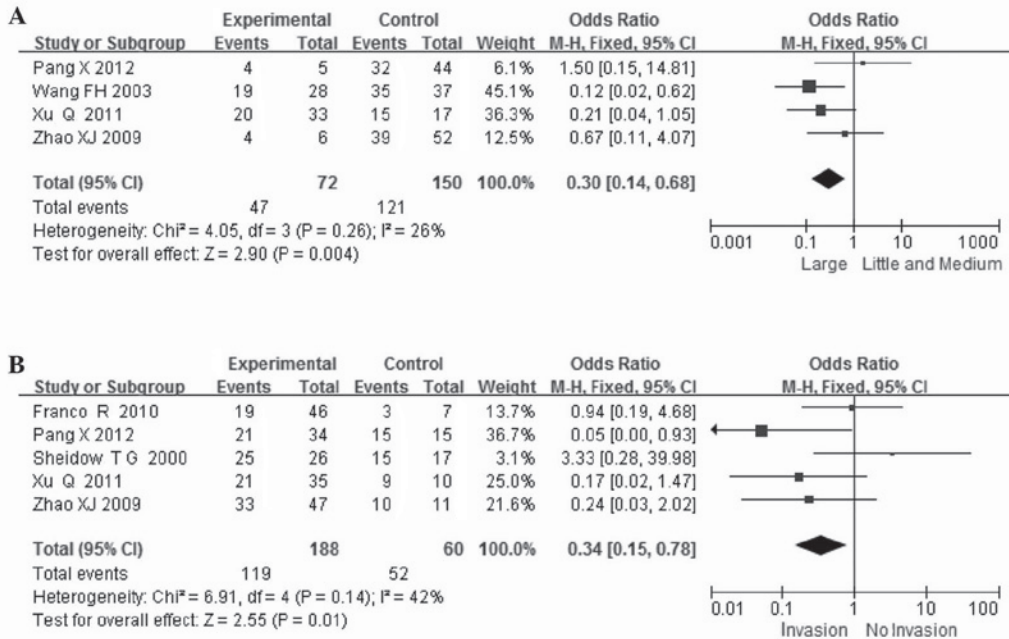 A
Experimental Control Odds Ratio Odds Ratio
Study or Subgroup Events Total Events Total Weight M-H, Fixed, 95% CI M-H, Fixed, 95% CI
Pang X 2012 4 5 32 44 6.1% 1.50 [0.15, 14.81]
Wang FH 2003 19 28 35 37 45.1% 0.12 [0.02, 0.62]
Xu Q 2011 20 33 15 17 36.3% 0.21 [0.04, 1.05]
Zhao XJ 2009 4 6 39 52 12.5% 0.67 [0.11, 4.07]
Total (95% CI) 72 150 100.0% 0.30 [0.14, 0.68]
Total events 47 121
Heterogeneity: Chi² = 4.05, df = 3 (P = 0.26); I² = 26%
Test for overall effect: Z = 2.90 (P = 0.004)
0.001 0.1 1 10 1000
Large Little and Medium
B
Experimental Control Odds Ratio Odds Ratio
Study or Subgroup Events Total Events Total Weight M-H, Fixed, 95% CI M-H, Fixed, 95% CI
Franco R 2010 19 46 3 7 13.7% 0.94 [0.19, 4.68]
Pang X 2012 21 34 15 15 36.7% 0.05 [0.00, 0.93]
Sheidow T G 2000 25 26 15 17 3.1% 3.33 [0.28, 39.98]
Xu Q 2011 21 35 9 10 25.0% 0.17 [0.02, 1.47]
Zhao XJ 2009 33 47 10 11 21.6% 0.24 [0.03, 2.02]
Total (95% CI) 188 60 100.0% 0.34 [0.15, 0.78]
Total events 119 52
Heterogeneity: Chi² = 6.91, df = 4 (P = 0.14); I² = 42%
Test for overall effect: Z = 2.55 (P = 0.01)
0.01 0.1 1 10 100
Invasion No Invasion